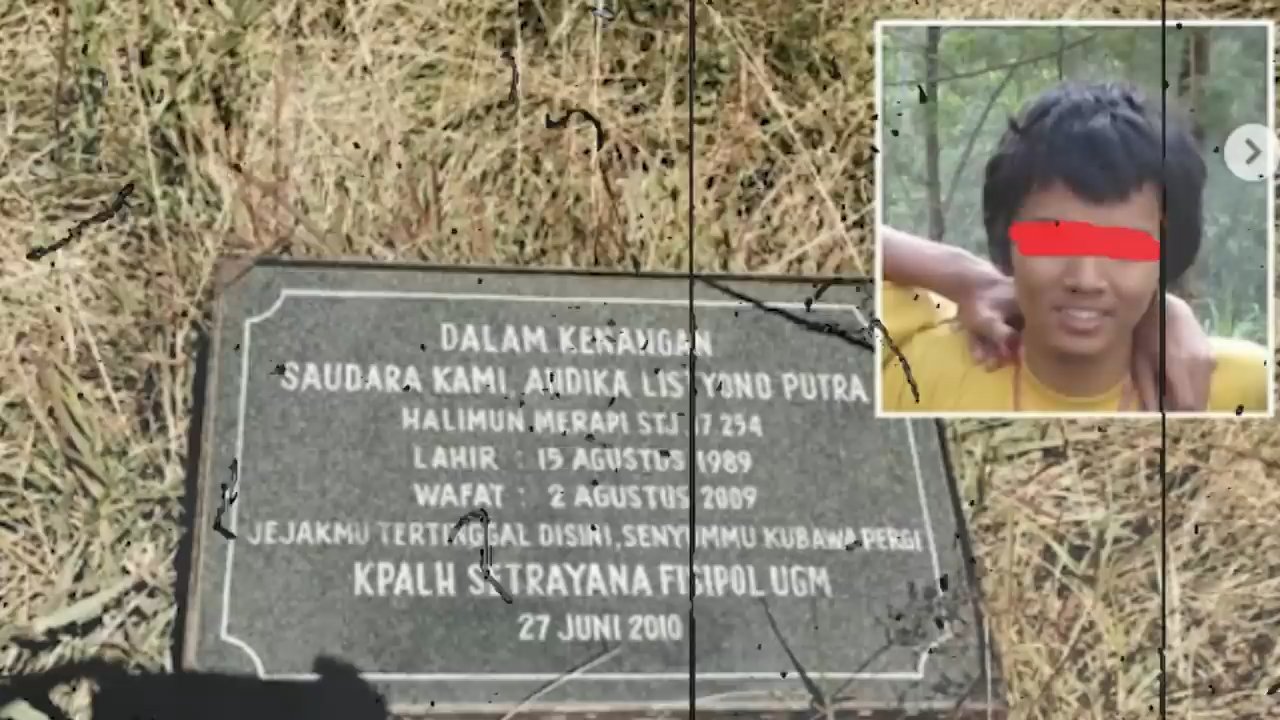 DALAM KENANGAN
SAUDARA KAMI, ANDIKA LISTYONO PUTRA
HALIMUN MERAPI STJ 17 254
LAHIR : 15 AGUSTUS 1989
WAFAT : 2 AGUSTUS 2009
JEJAKMU TERTINGGAL DISINI, SENYUMMU KUBAWA PERGI
KPALH SETRAYANA FISIPOL UGM
27 JUNI 2010